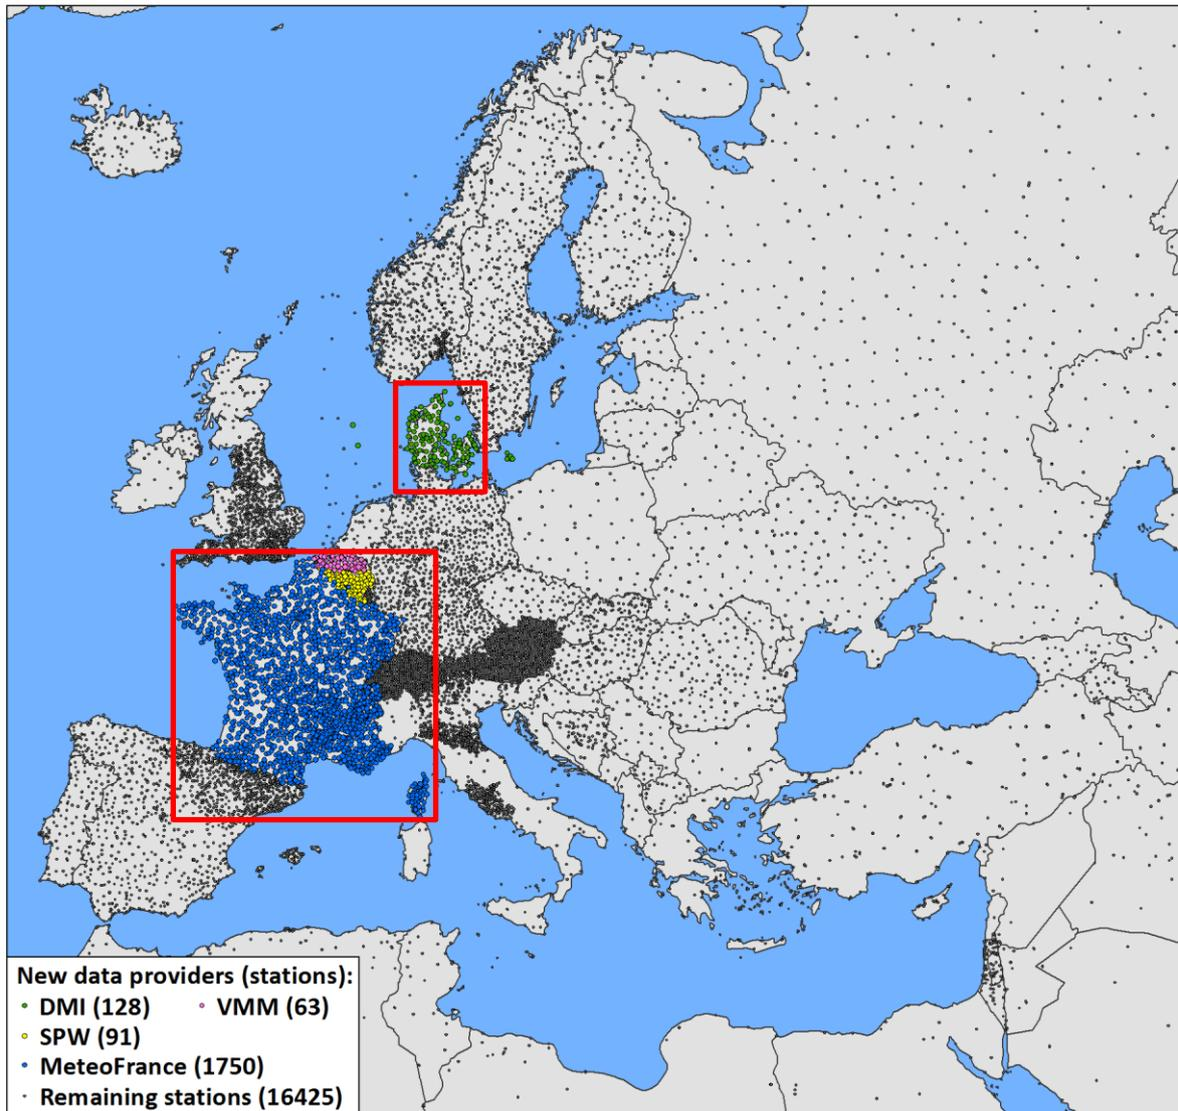 New data providers (stations):
DMI (128) VMM (63)
SPW (91)
MeteoFrance (1750)
Remaining stations (16425)